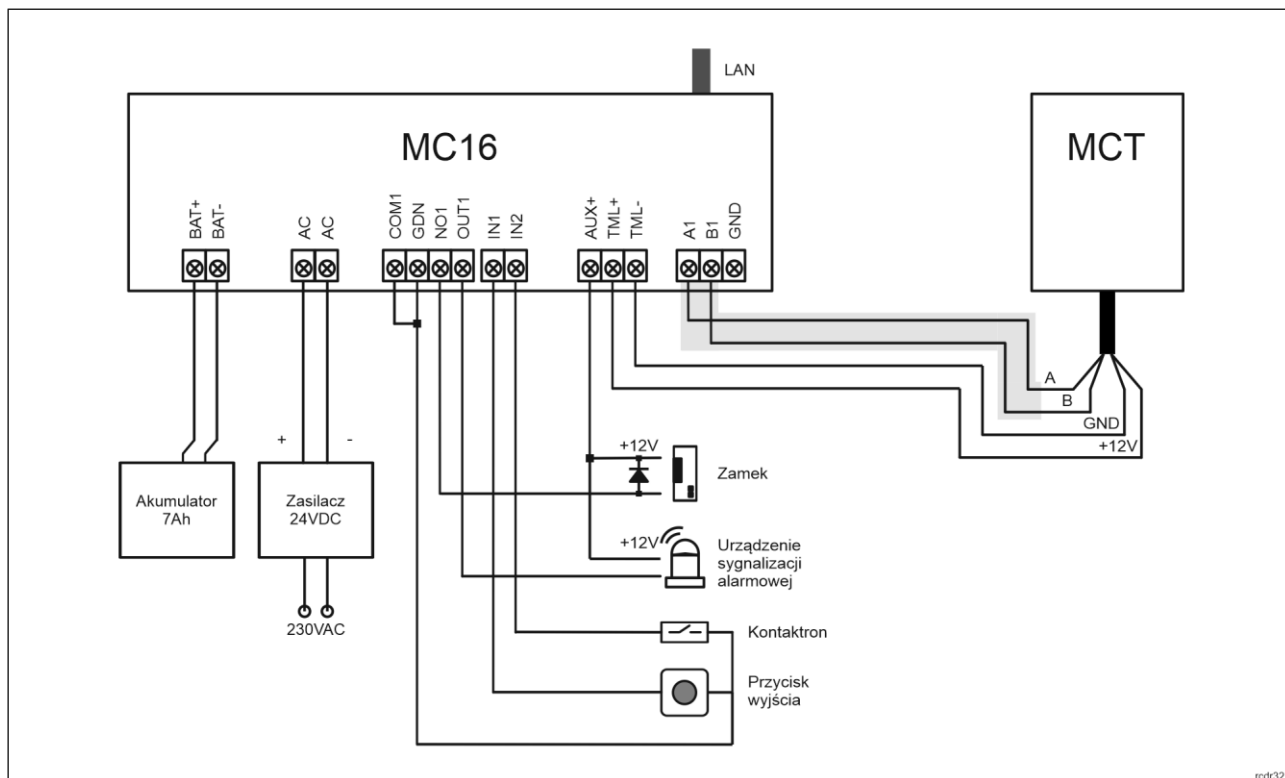 LAN
MC16
MCT
BAT+
BAT-
AC
AC
COM1
GDN
NO1
OUT1
IN1
IN2
AUX+
TML+
TML-
A1
B1
GND
A
B
GND
+12V
+ -
+12V
Zamek
Akumulator
7Ah
Zasilacz
24VDC
+12V
Urządzenie
sygnalizacji
alarmowej
230VAC
Kontaktron
Przycisk
wyjścia
rcdr32